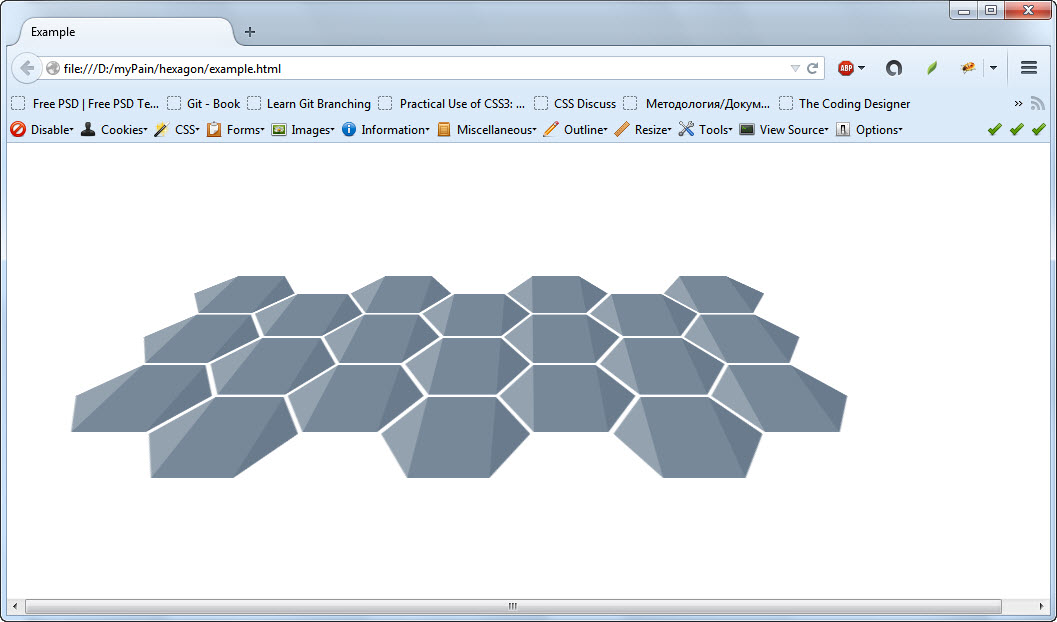 Example
file:///D:/myPain/hexagon/example.html
ABP
Free PSD | Free PSD Te... Git - Book Learn Git Branching Practical Use of CSS3: ... CSS Discuss Методология/Докум... The Coding Designer
Disable Cookies CSS Forms Images Information Miscellaneous Outline Resize Tools View Source Options